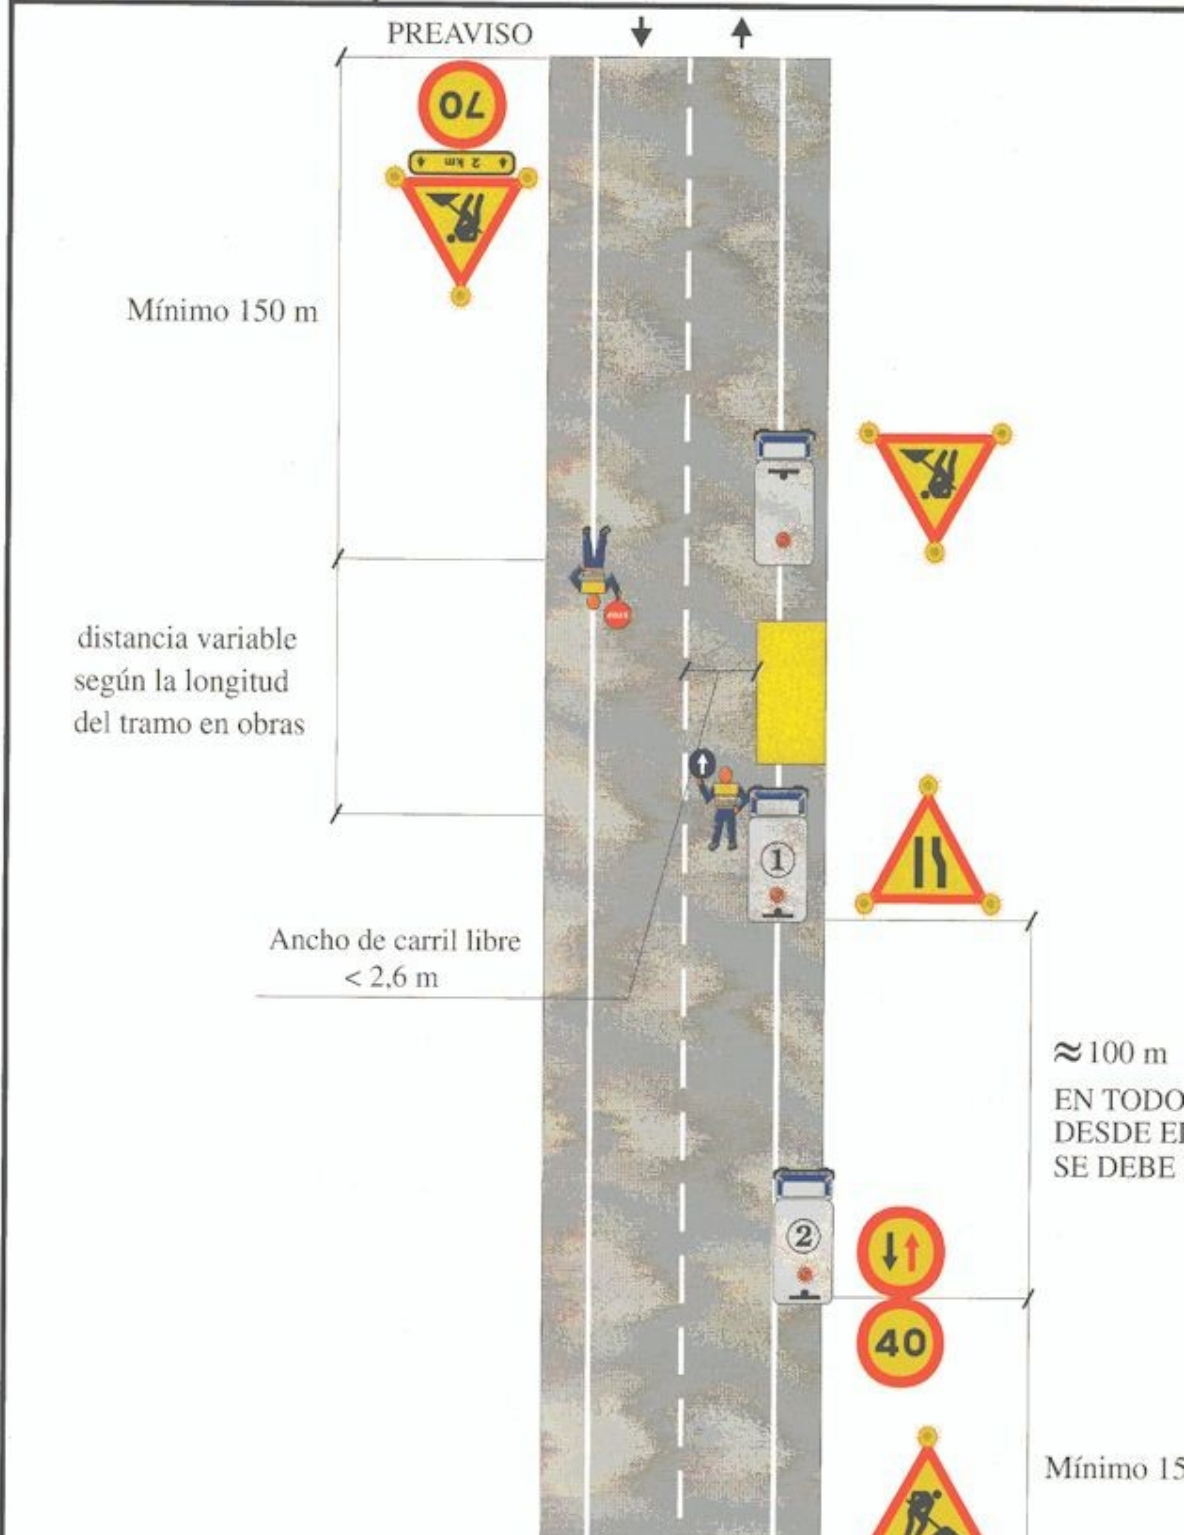 PREAVISO
70
2 km
Mínimo 150 m
STOP
distancia variable
según la longitud
del tramo en obras
1
Ancho de carril libre
< 2,6 m
≈100 m
EN TODO
DESDE EL
SE DEBE
2
40
Mínimo 15